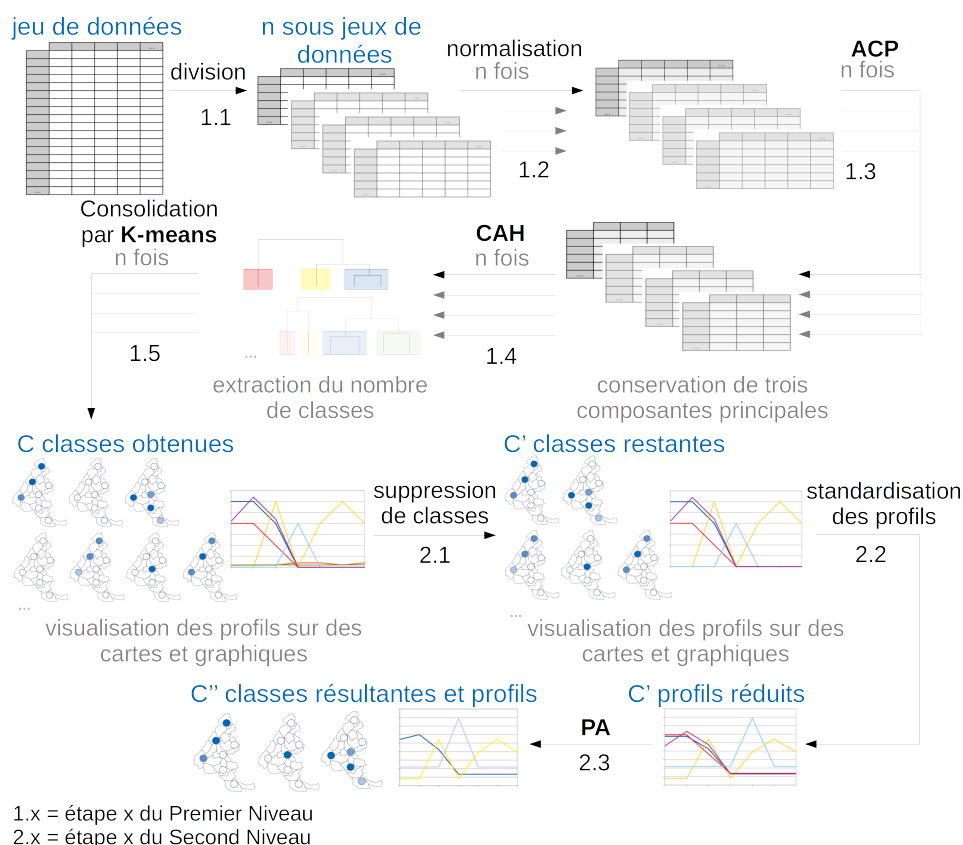 jeu de données
n sous jeux de
données
division
1.1
normalisation
n fois
1.2
ACP
n fois
1.3
Consolidation
par K-means
n fois
1.5
CAH
n fois
1.4
...
extraction du nombre
de classes
conservation de trois
composantes principales
C classes obtenues
...
visualisation des profils sur des
cartes et graphiques
suppression
de classes
2.1
C’ classes restantes
...
visualisation des profils sur des
cartes et graphiques
standardisation
des profils
2.2
C’’ classes résultantes et profils
PA
2.3
C’ profils réduits
1.x = étape x du Premier Niveau
2.x = étape x du Second Niveau